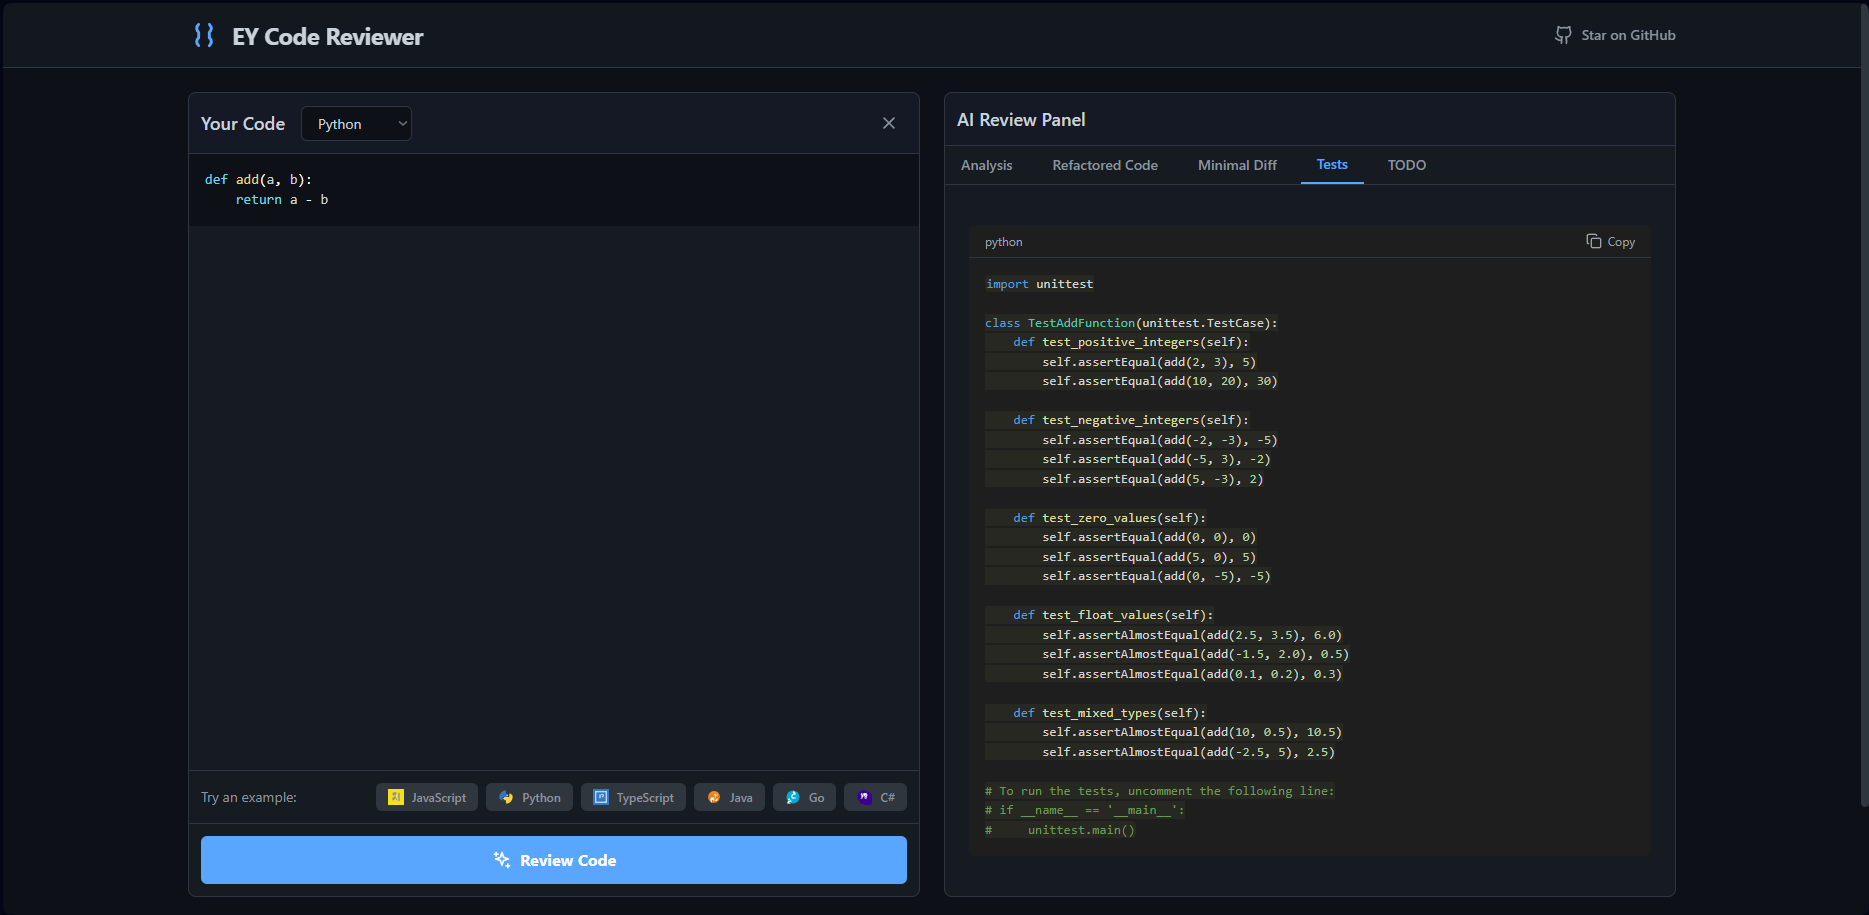 EY Code Reviewer
Star on GitHub
Your Code
Python
def add(a, b):
    return a - b
Try an example:
JavaScript
Python
TypeScript
Java
Go
C#
Review Code
AI Review Panel
Analysis
Refactored Code
Minimal Diff
Tests
TODO
python
Copy
import unittest
class TestAddFunction(unittest.TestCase):
    def test_positive_integers(self):
        self.assertEqual(add(2, 3), 5)
        self.assertEqual(add(10, 20), 30)
    def test_negative_integers(self):
        self.assertEqual(add(-2, -3), -5)
        self.assertEqual(add(-5, 3), -2)
        self.assertEqual(add(5, -3), 2)
    def test_zero_values(self):
        self.assertEqual(add(0, 0), 0)
        self.assertEqual(add(5, 0), 5)
        self.assertEqual(add(0, -5), -5)
    def test_float_values(self):
        self.assertAlmostEqual(add(2.5, 3.5), 6.0)
        self.assertAlmostEqual(add(-1.5, 2.0), 0.5)
        self.assertAlmostEqual(add(0.1, 0.2), 0.3)
    def test_mixed_types(self):
        self.assertAlmostEqual(add(10, 0.5), 10.5)
        self.assertAlmostEqual(add(-2.5, 5), 2.5)
# To run the tests, uncomment the following line:
# if __name__ == '__main__':
#     unittest.main()